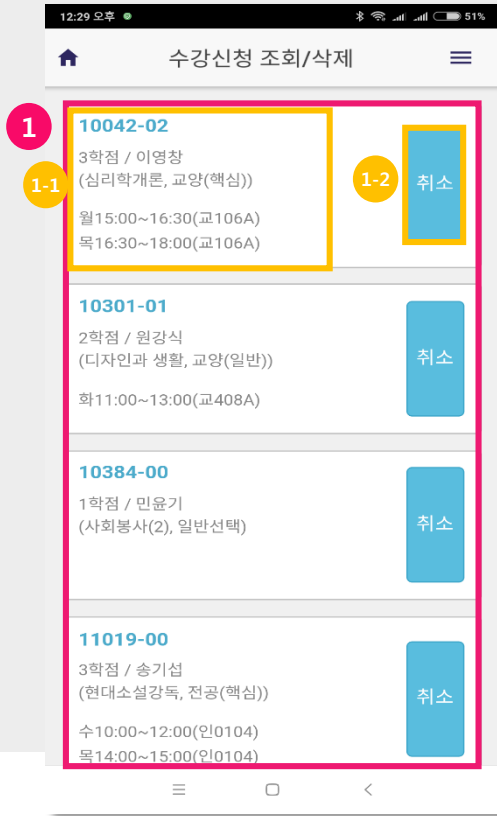 12:29 오후 51%
수강신청 조회/삭제
1
10042-02
3학점 / 이영창
(심리학개론, 교양(핵심))
1-1
1-2
취소
월15:00~16:30(교106A)
목16:30~18:00(교106A)
10301-01
2학점 / 원강식
(디자인과 생활, 교양(일반))
취소
화11:00~13:00(교408A)
10384-00
1학점 / 민윤기
(사회봉사(2), 일반선택)
취소
11019-00
3학점 / 송기섭
(현대소설강독, 전공(핵심))
취소
수10:00~12:00(인0104)
목14:00~15:00(인0104)